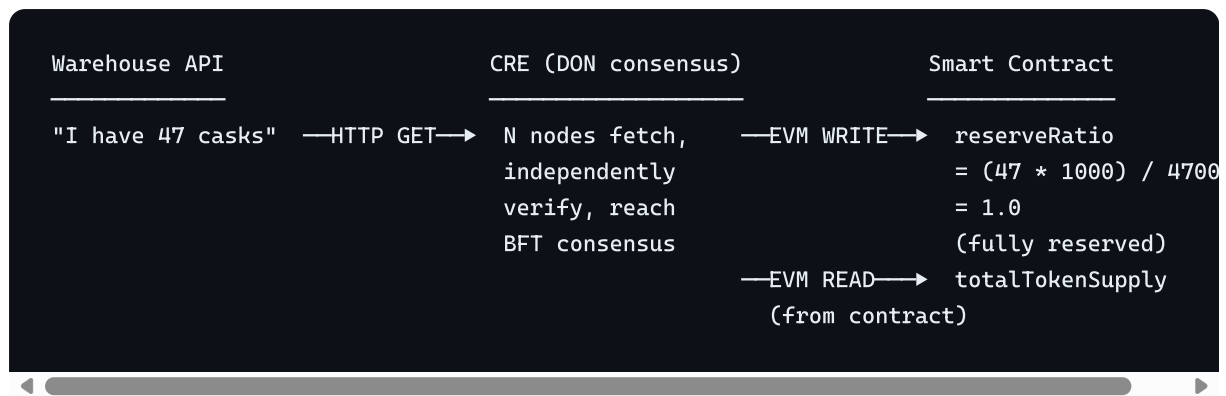 Warehouse API CRE (DON consensus) Smart Contract
"I have 47 casks" ──HTTP GET──▶ N nodes fetch, ──EVM WRITE──▶ reserveRatio
independently = (47 * 1000) / 4700
verify, reach = 1.0
BFT consensus (fully reserved)
──EVM READ───▶ totalTokenSupply
(from contract)